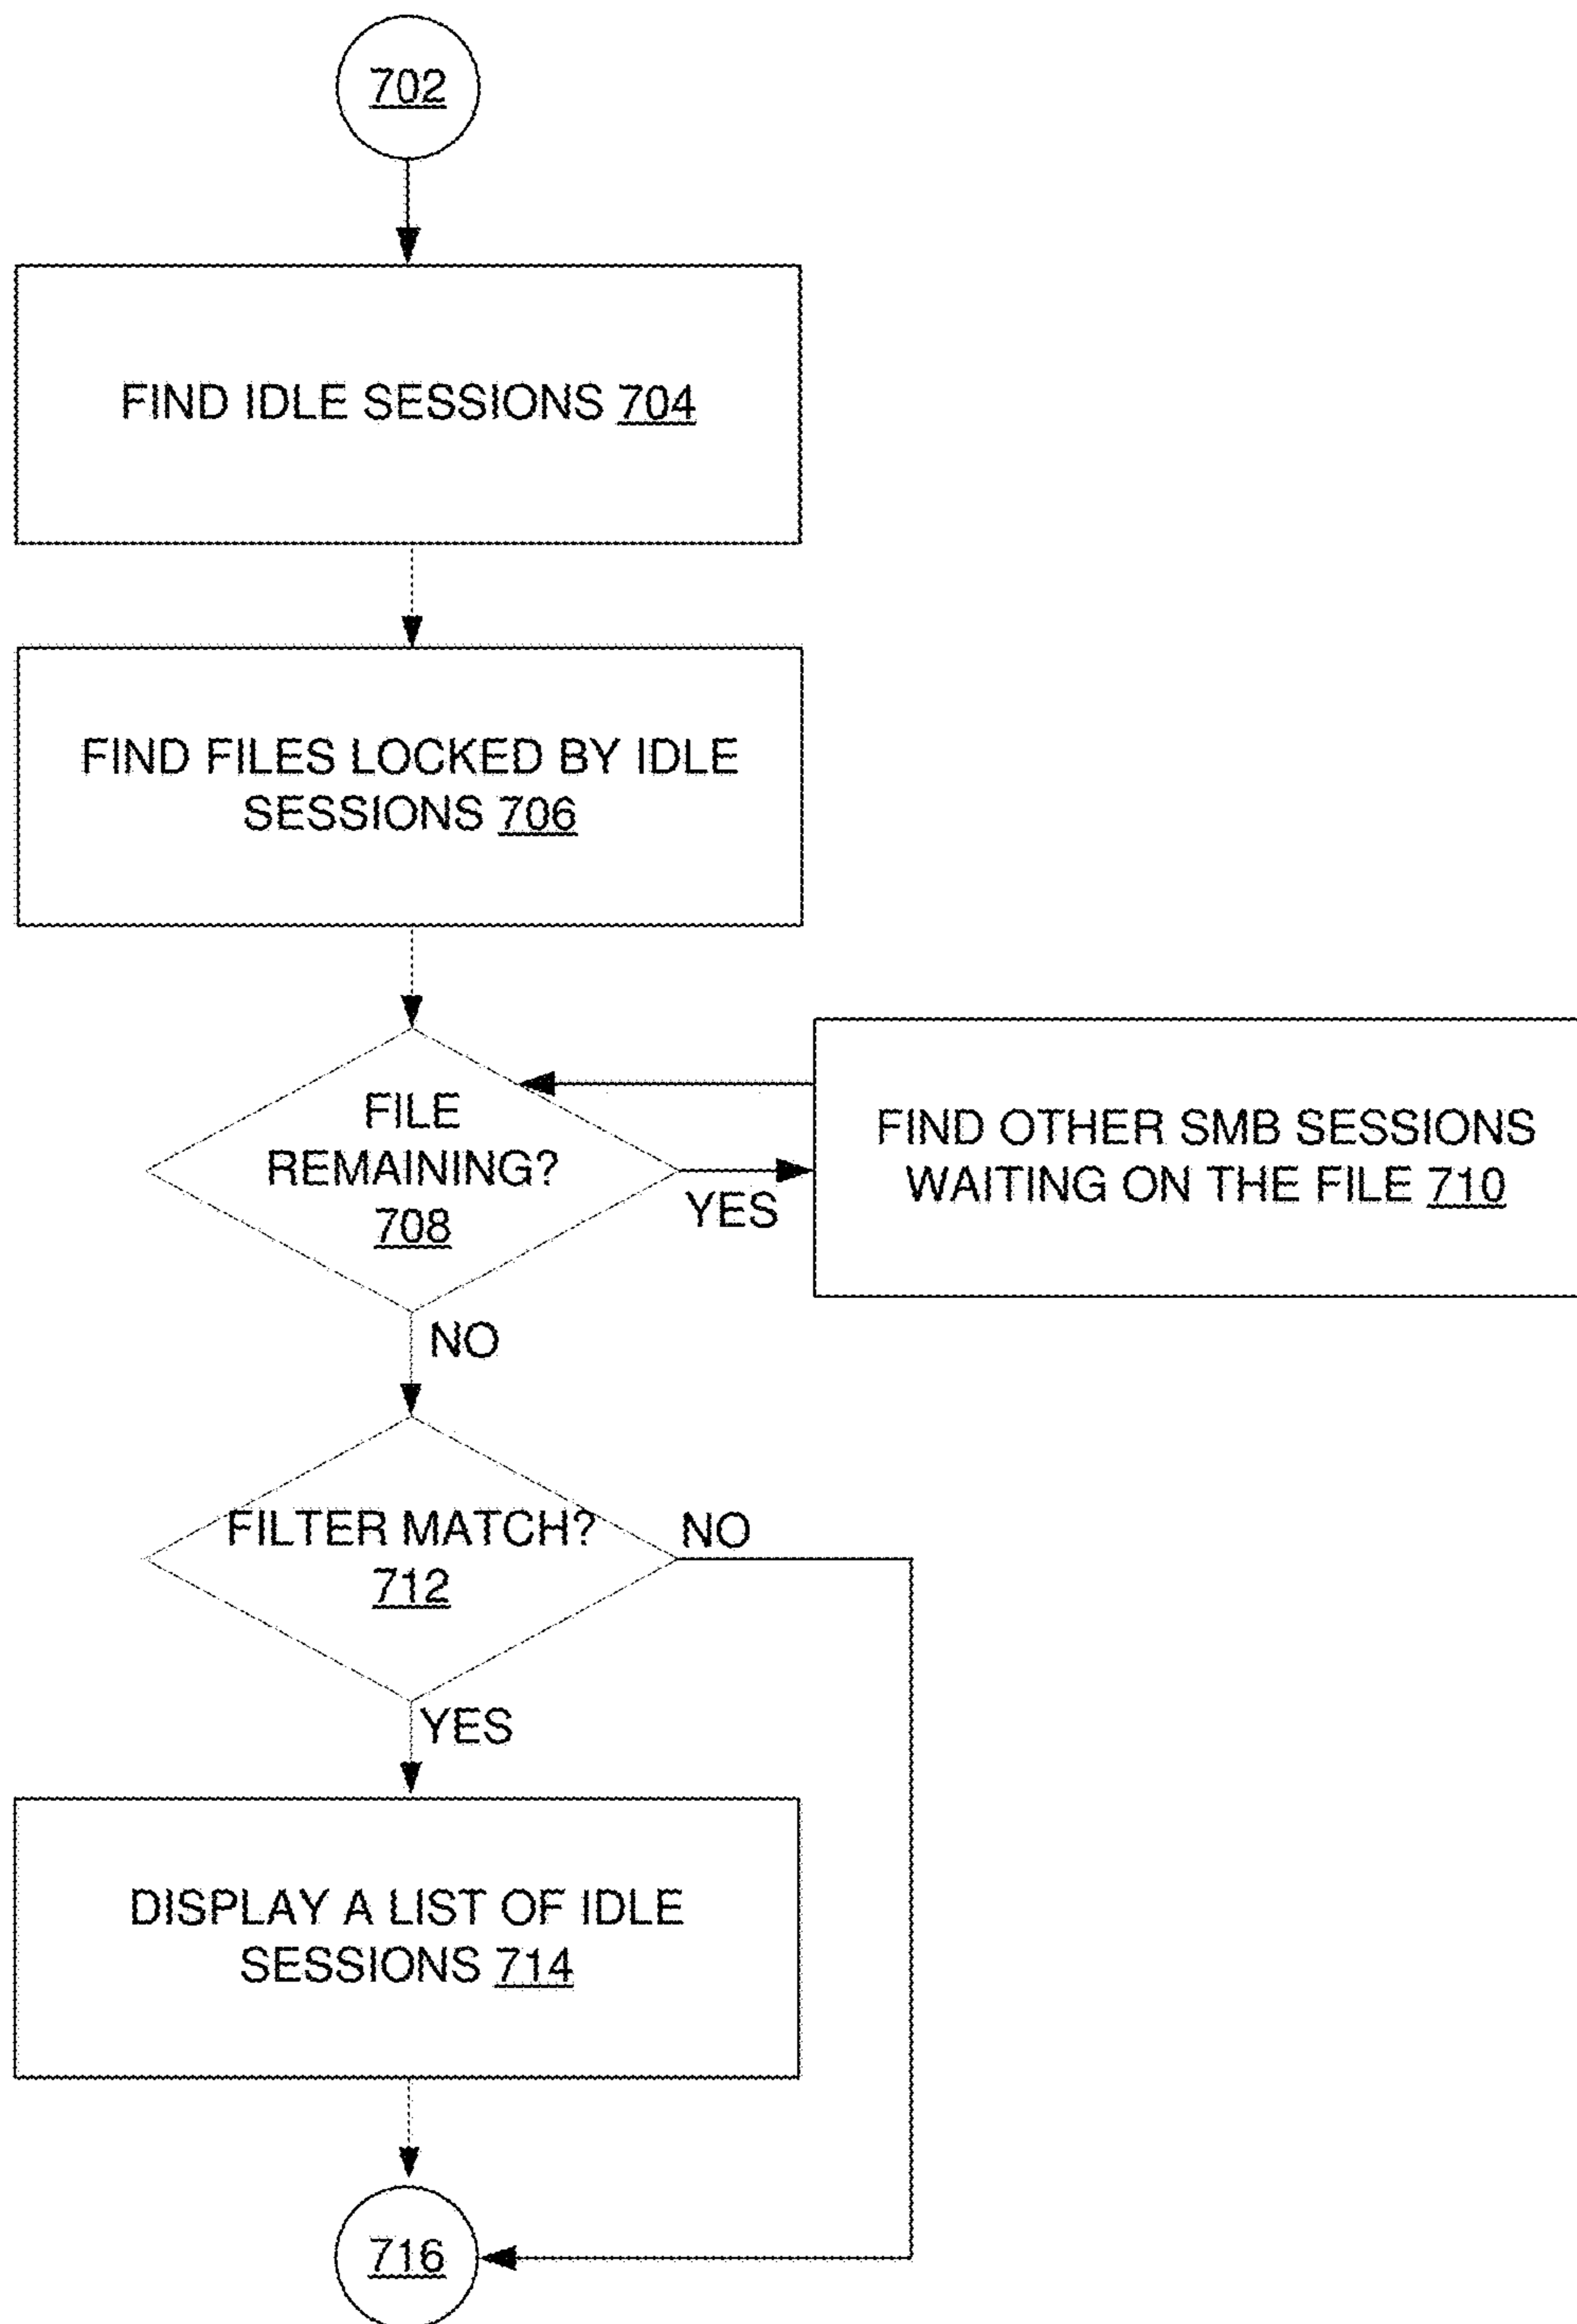 702
FIND IDLE SESSIONS 704
FIND FILES LOCKED BY IDLE
SESSIONS 706
FILE
REMAINING?
708
YES
FIND OTHER SMB SESSIONS
WAITING ON THE FILE 710
NO
FILTER MATCH?
712
NO
YES
DISPLAY A LIST OF IDLE
SESSIONS 714
716